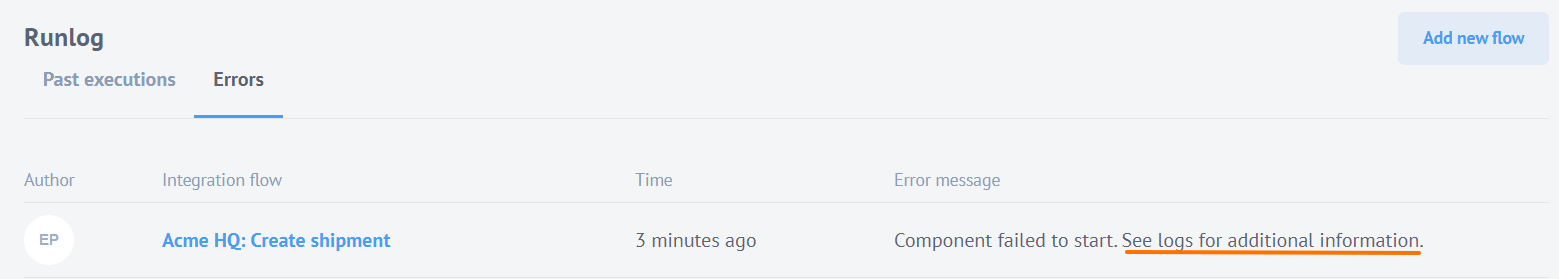 Runlog
Add new flow
Past executions Errors
Author Integration flow Time Error message
EP Acme HQ: Create shipment 3 minutes ago Component failed to start. See logs for additional information.